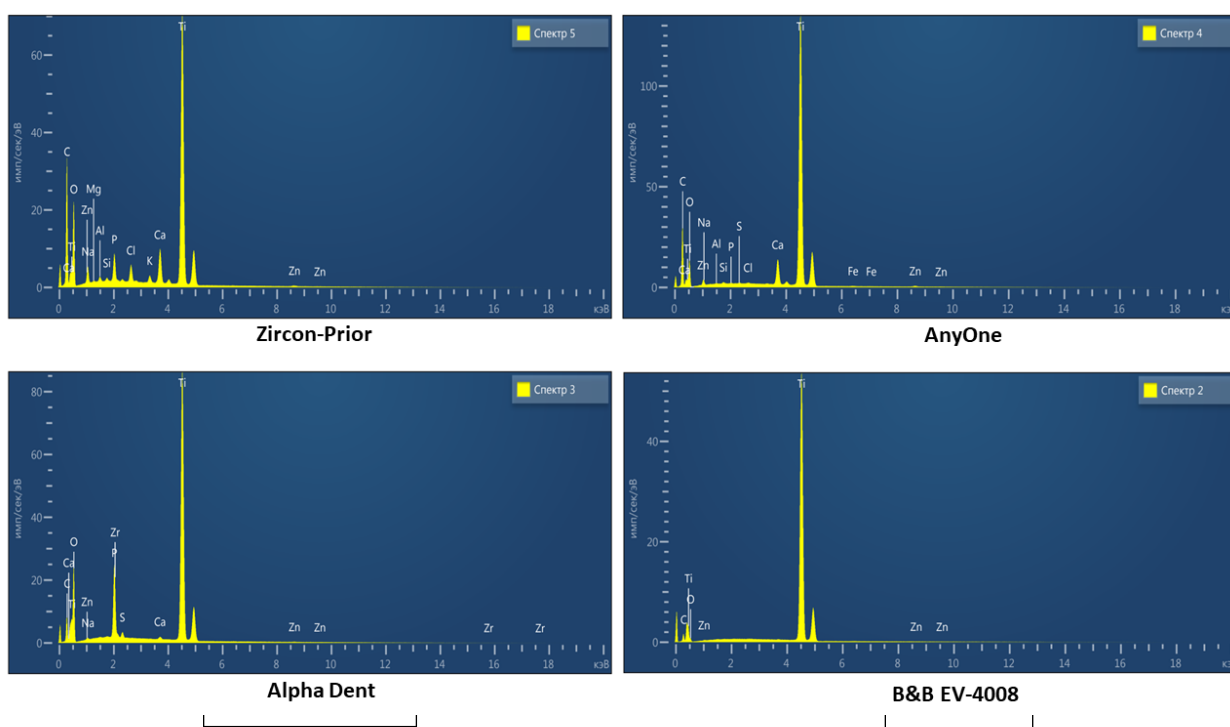 Спектр 5
имп/сек/эВ
60
40
20
0
C
O
Ti
Ca
Zn
Na
Mg
Al
Si
P
Cl
K
Ca
Ti
Zn
Zn
0 2 4 6 8 10 12 14 16 18 кэВ
Zircon-Prior
Спектр 4
имп/сек/эВ
100
50
0
C
O
Ti
Ca
Na
Zn
Al
Si
P
S
Cl
Ca
Ti
Fe
Fe
Zn
Zn
0 2 4 6 8 10 12 14 16 18 кэВ
AnyOne
Спектр 3
имп/сек/эВ
80
60
40
20
0
Ca
C
O
Ti
Zn
Na
Zr
P
S
Ca
Ti
Zn
Zn
Zr
Zr
0 2 4 6 8 10 12 14 16 18 кэВ
Alpha Dent
Спектр 2
имп/сек/эВ
40
20
0
Ti
O
C
Zn
Ti
Zn
Zn
0 2 4 6 8 10 12 14 16 18 кэВ
B&B EV-4008